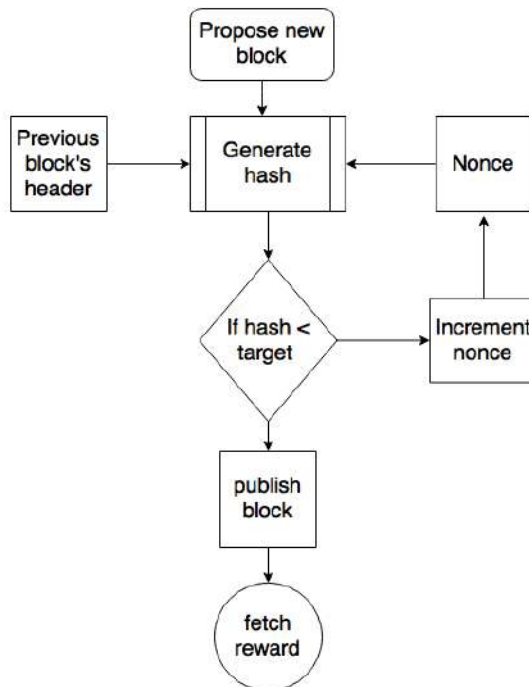 Propose new
block
Previous
block's
header
Generate
hash
Nonce
If hash <
target
Increment
nonce
publish
block
fetch
reward